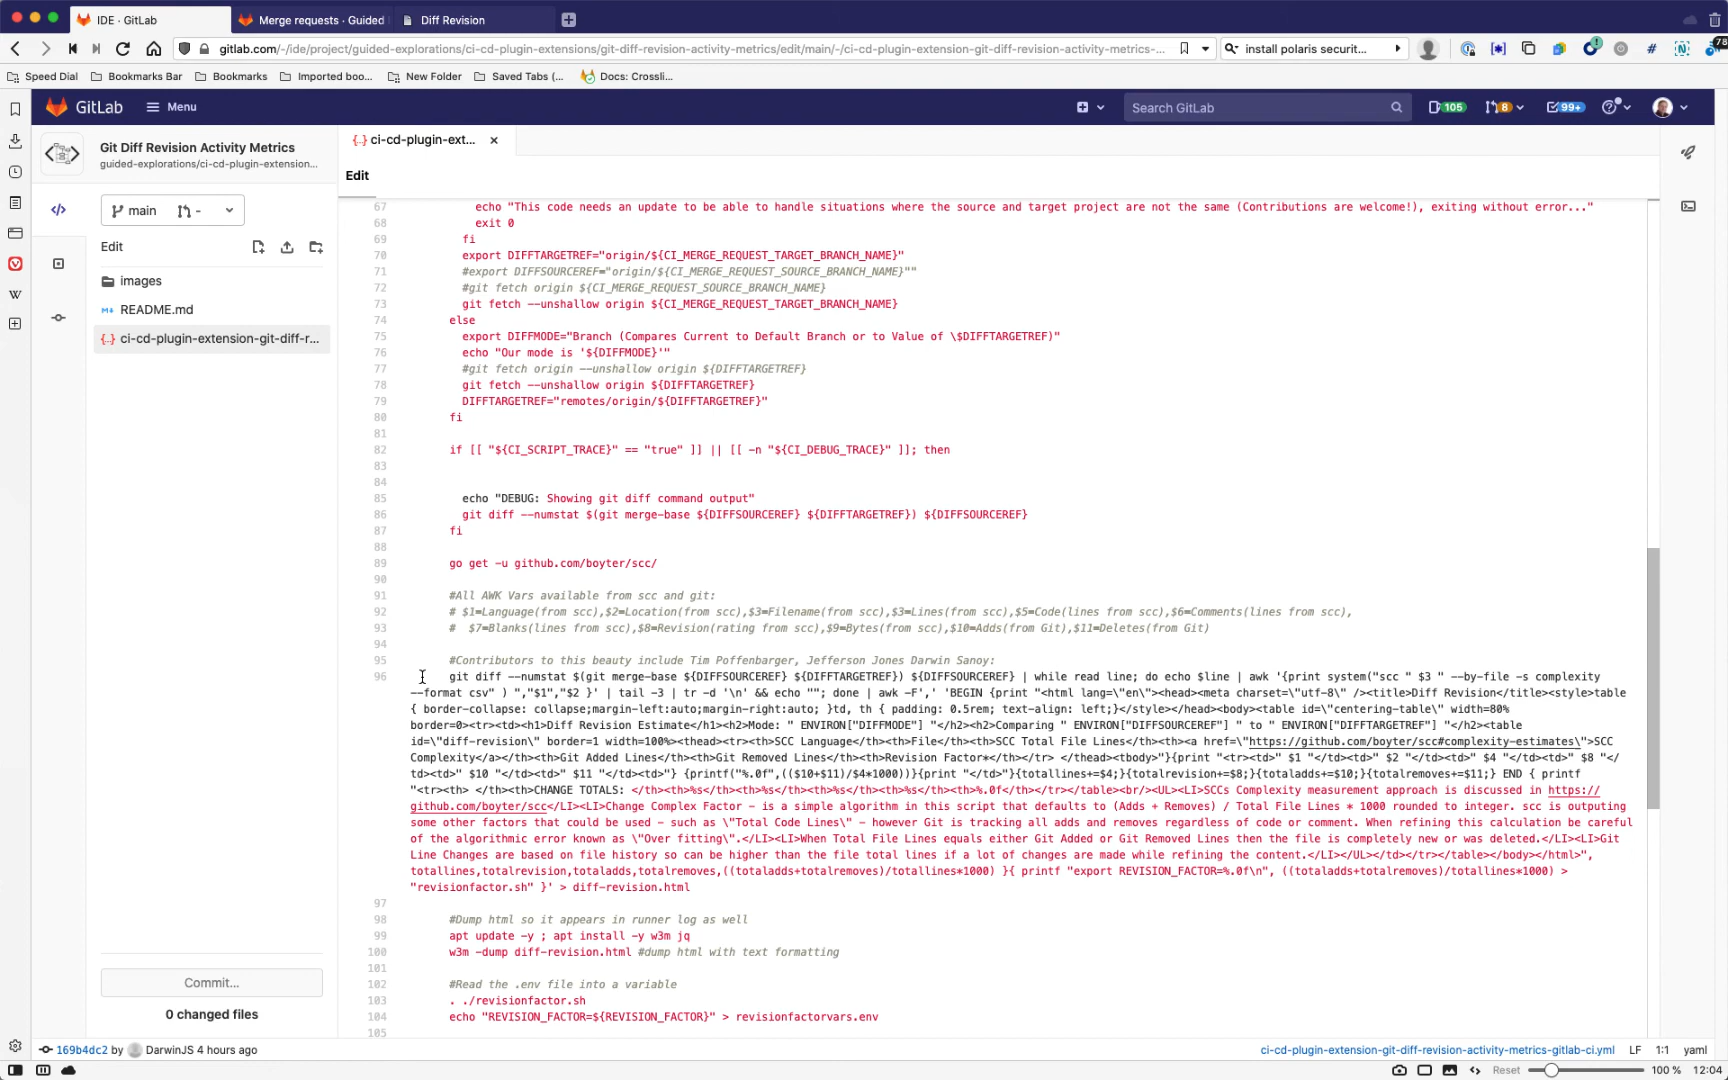 IDE · GitLab
Merge requests · Guided
Diff Revision
gitlab.com/-/ide/project/guided-explorations/ci-cd-plugin-extensions/git-diff-revision-activity-metrics/edit/main/-/ci-cd-plugin-extension-git-diff-revision-activity-metrics-...
install polaris securit...
78
Speed Dial
Bookmarks Bar
Bookmarks
Imported boo...
New Folder
Saved Tabs (...
Docs: Crossli...
GitLab
Menu
Search GitLab
105
8
99+
Git Diff Revision Activity Metrics
guided-explorations/ci-cd-plugin-extension...
ci-cd-plugin-ext...
Edit
main
-
Edit
images
README.md
ci-cd-plugin-extension-git-diff-r...
67 echo "This code needs an update to be able to handle situations where the source and target project are not the same (Contributions are welcome!), exiting without error..."
68 exit 0
69 fi
70 export DIFFTARGETREF="origin/${CI_MERGE_REQUEST_TARGET_BRANCH_NAME}"
71 #export DIFFSOURCEREF="origin/${CI_MERGE_REQUEST_SOURCE_BRANCH_NAME}""
72 #git fetch origin ${CI_MERGE_REQUEST_SOURCE_BRANCH_NAME}
73 git fetch --unshallow origin ${CI_MERGE_REQUEST_TARGET_BRANCH_NAME}
74 else
75 export DIFFMODE="Branch (Compares Current to Default Branch or to Value of \$DIFFTARGETREF)"
76 echo "Our mode is '${DIFFMODE}'"
77 #git fetch origin --unshallow origin ${DIFFTARGETREF}
78 git fetch --unshallow origin ${DIFFTARGETREF}
79 DIFFTARGETREF="remotes/origin/${DIFFTARGETREF}"
80 fi
81
82 if [[ "${CI_SCRIPT_TRACE}" == "true" ]] || [[ -n "${CI_DEBUG_TRACE}" ]]; then
83
84
85 echo "DEBUG: Showing git diff command output"
86 git diff --numstat $(git merge-base ${DIFFSOURCEREF} ${DIFFTARGETREF}) ${DIFFSOURCEREF}
87 fi
88
89 go get -u github.com/boyter/scc/
90
91 #All AWK Vars available from scc and git:
92 # $1=Language(from scc),$2=Location(from scc),$3=Filename(from scc),$3=Lines(from scc),$5=Code(lines from scc),$6=Comments(lines from scc),
93 #  $7=Blanks(lines from scc),$8=Revision(rating from scc),$9=Bytes(from scc),$10=Adds(from Git),$11=Deletes(from Git)
94
95 #Contributors to this beauty include Tim Poffenbarger, Jefferson Jones Darwin Sanoy:
96 git diff --numstat $(git merge-base ${DIFFSOURCEREF} ${DIFFTARGETREF}) ${DIFFSOURCEREF} | while read line; do echo $line | awk '{print system("scc " $3 " --by-file -s complexity
--format csv" ) ","$1","$2 }' | tail -3 | tr -d '\n' && echo ""; done | awk -F',' 'BEGIN {print "<html lang=\"en\"><head><meta charset=\"utf-8\" /><title>Diff Revision</title><style>table
{ border-collapse: collapse;margin-left:auto;margin-right:auto; }td, th { padding: 0.5rem; text-align: left;}</style></head><body><table id=\"centering-table\" width=80%
border=0><tr><td><h1>Diff Revision Estimate</h1><h2>Mode: " ENVIRON["DIFFMODE"] "</h2><h2>Comparing " ENVIRON["DIFFSOURCEREF"] " to " ENVIRON["DIFFTARGETREF"] "</h2><table
id=\"diff-revision\" border=1 width=100%><thead><tr><th>SCC Language</th><th>File</th><th>SCC Total File Lines</th><th><a href=\"https://github.com/boyter/scc#complexity-estimates\">SCC
Complexity</a></th><th>Git Added Lines</th><th>Git Removed Lines</th><th>Revision Factor*</th></tr> </thead><tbody>"}{print "<tr><td>" $1 "</td><td>" $2 "</td><td>" $4 "</td><td>" $8 "</
td><td>" $10 "</td><td>" $11 "</td><td>"} {printf("%.0f",(($10+$11)/$4*1000))}{print "</td>"}{totallines+=$4;}{totalrevision+=$8;}{totaladds+=$10;}{totalremoves+=$11;} END { printf
"<tr><th> </th><th>CHANGE TOTALS: </th><th>%s</th><th>%s</th><th>%s</th><th>%s</th><th>%.0f</th></tr></table><br/><UL><LI>SCCs Complexity measurement approach is discussed in https://
github.com/boyter/scc</LI><LI>Change Complex Factor - is a simple algorithm in this script that defaults to (Adds + Removes) / Total File Lines * 1000 rounded to integer. scc is outputing
some other factors that could be used - such as \"Total Code Lines\" - however Git is tracking all adds and removes regardless of code or comment. When refining this calculation be careful
of the algorithmic error known as \"Over fitting\".</LI><LI>When Total File Lines equals either Git Added or Git Removed Lines then the file is completely new or was deleted.</LI><LI>Git
Line Changes are based on file history so can be higher than the file total lines if a lot of changes are made while refining the content.</LI></UL></td></tr></table></body></html>",
totallines,totalrevision,totaladds,totalremoves,((totaladds+totalremoves)/totallines*1000) }{ printf "export REVISION_FACTOR=%.0f\n", ((totaladds+totalremoves)/totallines*1000) >
"revisionfactor.sh" }' > diff-revision.html
97
98 #Dump html so it appears in runner log as well
99 apt update -y ; apt install -y w3m jq
100 w3m -dump diff-revision.html #dump html with text formatting
101
102 #Read the .env file into a variable
103 . ./revisionfactor.sh
104 echo "REVISION_FACTOR=${REVISION_FACTOR}" > revisionfactorvars.env
105
Commit...
0 changed files
169b4dc2 by DarwinJS 4 hours ago
ci-cd-plugin-extension-git-diff-revision-activity-metrics-gitlab-ci.yml LF 1:1 yaml
Reset
100 %
12:04